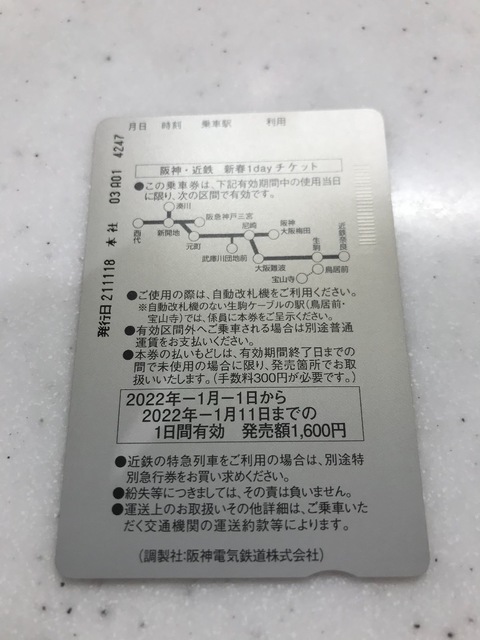 月日 時刻 乗車駅 利用
発行日211118 本社 03A01 4247
阪神・近鉄 新春1dayチケット
●この乗車券は、下記有効期間中の使用当日
に限り、次の区間で有効です。
湊川
西代
新開地
阪急神戸三宮
元町
尼崎
武庫川団地前
阪神
大阪梅田
大阪難波
生駒
近鉄奈良
鳥居前
宝山寺
●ご使用の際は、自動改札機をご利用ください。
※自動改札機のない生駒ケーブルの駅(鳥居前・
宝山寺)では、係員に本券をご呈示ください。
●有効区間外へご乗車される場合は別途普通
運賃をお支払いください。
●本券の払いもどしは、有効期間終了日までの
間で未使用の場合に限り、発売箇所でお取
扱いいたします。(手数料300円が必要です。)
2022年-1月-1日から
2022年-1月11日までの
1日間有効 発売額1,600円
●近鉄の特急列車をご利用の場合は、別途特
別急行券をお買い求めください。
●紛失等につきましては、その責は負いません。
●運送上のお取扱いその他詳細は、ご乗車いた
だく交通機関の運送約款等によります。
(調製社:阪神電気鉄道株式会社)